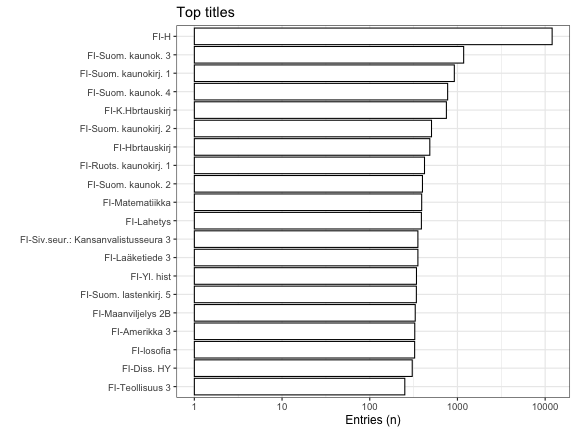 Top titles
FI-H
FI-Suom. kaunok. 3
FI-Suom. kaunokirj. 1
FI-Suom. kaunok. 4
FI-K.Hbrtauskirj
FI-Suom. kaunokirj. 2
FI-Hbrtauskirj
FI-Ruots. kaunokirj. 1
FI-Suom. kaunok. 2
FI-Matematiikka
FI-Lahetys
FI-Siv.seur.: Kansanvalistusseura 3
FI-Laäketiede 3
FI-Yl. hist
FI-Suom. lastenkirj. 5
FI-Maanviljelys 2B
FI-Amerikka 3
FI-losofia
FI-Diss. HY
FI-Teollisuus 3
1 10 100 1000 10000
Entries (n)